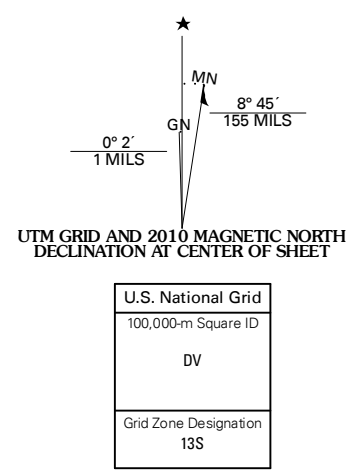 ★
MN
8° 45´
155 MILS
GN
0° 2´
1 MILS
UTM GRID AND 2010 MAGNETIC NORTH
DECLINATION AT CENTER OF SHEET
U.S. National Grid
100,000-m Square ID
DV
Grid Zone Designation
13S